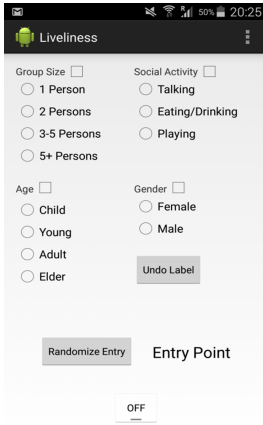 R 50% 20:25
Liveliness
Group Size
1 Person
2 Persons
3-5 Persons
5+ Persons
Social Activity
Talking
Eating/Drinking
Playing
Age
Child
Young
Adult
Elder
Gender
Female
Male
Undo Label
Randomize Entry
Entry Point
OFF